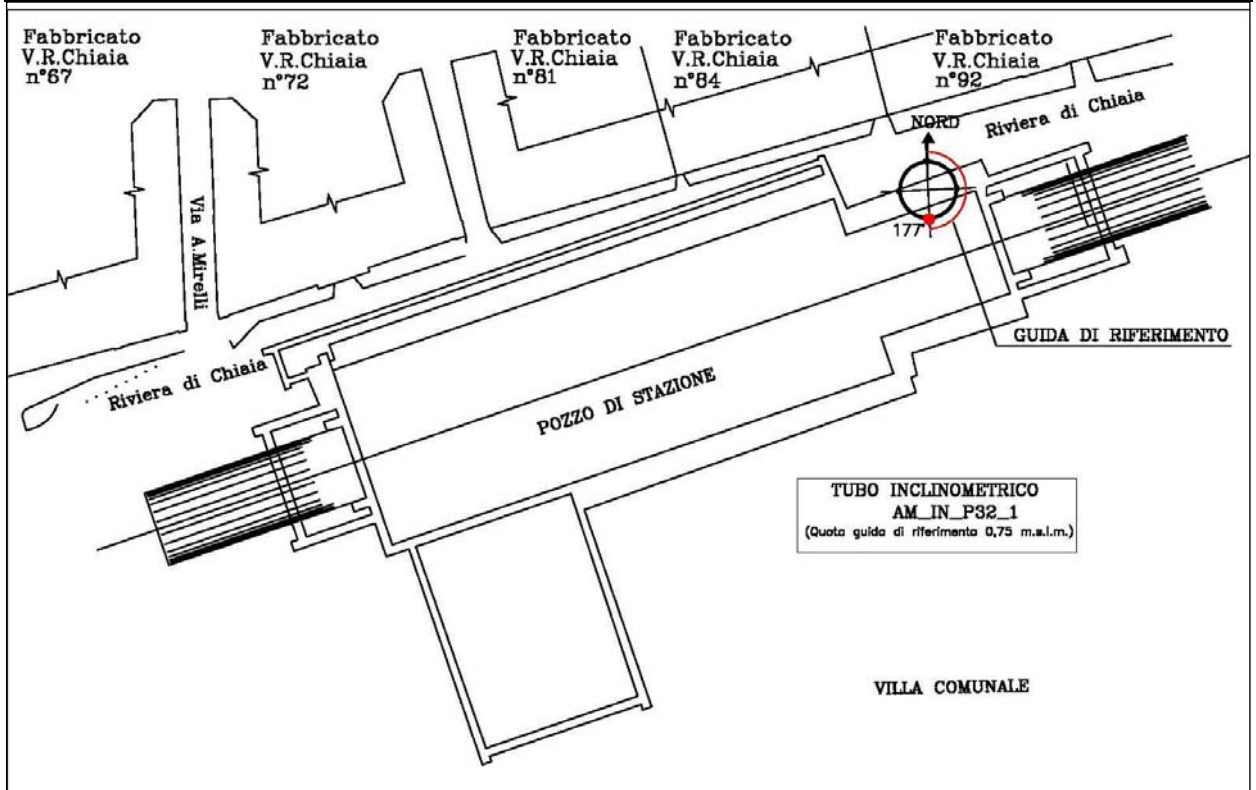 Fabbricato
V.R.Chiaia
n°67
Fabbricato
V.R.Chiaia
n°72
Fabbricato
V.R.Chiaia
n°81
Fabbricato
V.R.Chiaia
n°84
Fabbricato
V.R.Chiaia
n°92
NORD
Riviera di Chiaia
Via A.Mirelli
177°
GUIDA DI RIFERIMENTO
Riviera di Chiaia
POZZO DI STAZIONE
TUBO INCLINOMETRICO
AM_IN_P32_1
(Quota guida di riferimento 0,75 m.s.l.m.)
VILLA COMUNALE